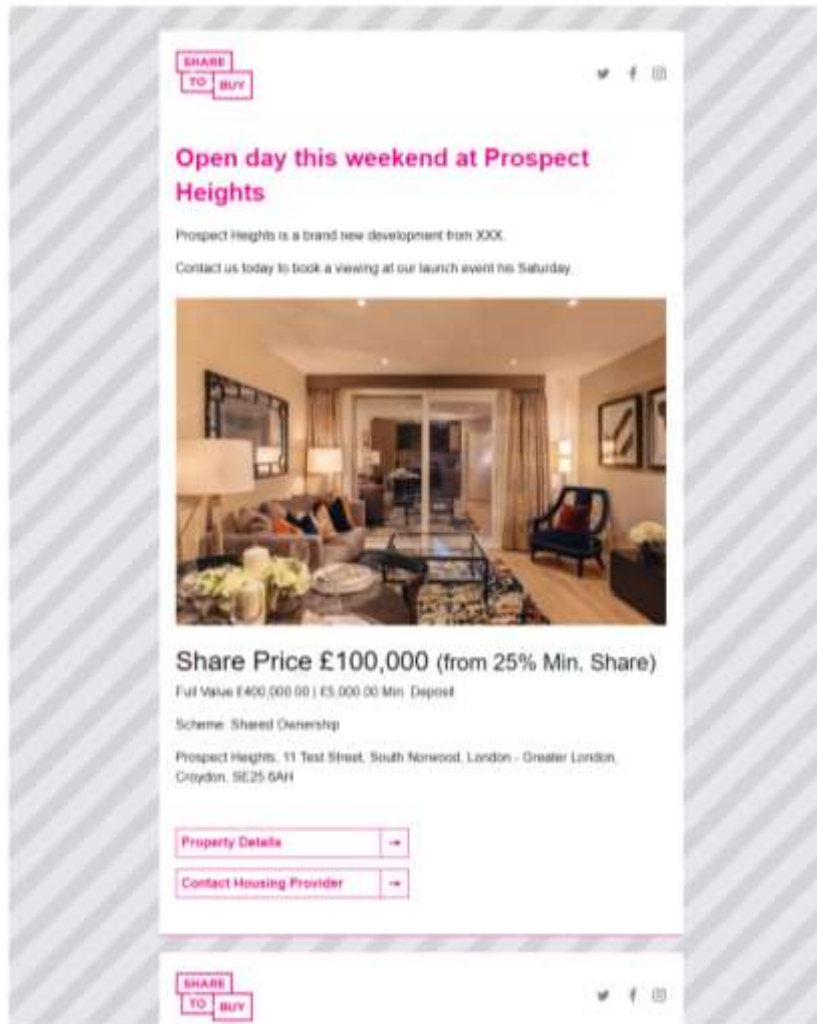 SHARE
TO BUY
Open day this weekend at Prospect
Heights
Prospect Heights is a brand new development from XXX.
Contact us today to book a viewing at our launch event his Saturday.
Share Price £100,000 (from 25% Min. Share)
Full Value £400,000.00 | £5,000.00 Min. Deposit
Scheme: Shared Ownership
Prospect Heights, 11 Test Street, South Norwood, London - Greater London,
Croydon, SE25 6AH
Property Details →
Contact Housing Provider →
SHARE
TO BUY